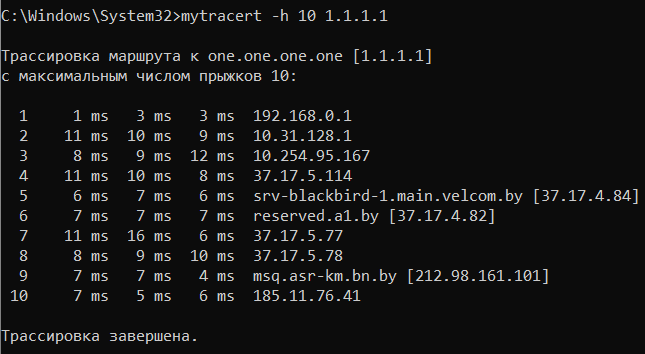 C:\Windows\System32>mytracert -h 10 1.1.1.1
Трассировка маршрута к one.one.one.one [1.1.1.1]
с максимальным числом прыжков 10:
1 1 ms 3 ms 3 ms 192.168.0.1
2 11 ms 10 ms 9 ms 10.31.128.1
3 8 ms 9 ms 12 ms 10.254.95.167
4 11 ms 10 ms 8 ms 37.17.5.114
5 6 ms 7 ms 6 ms srv-blackbird-1.main.velcom.by [37.17.4.84]
6 7 ms 7 ms 7 ms reserved.a1.by [37.17.4.82]
7 11 ms 16 ms 6 ms 37.17.5.77
8 8 ms 9 ms 10 ms 37.17.5.78
9 7 ms 7 ms 4 ms msq.asr-km.bn.by [212.98.161.101]
10 7 ms 5 ms 6 ms 185.11.76.41
Трассировка завершена.